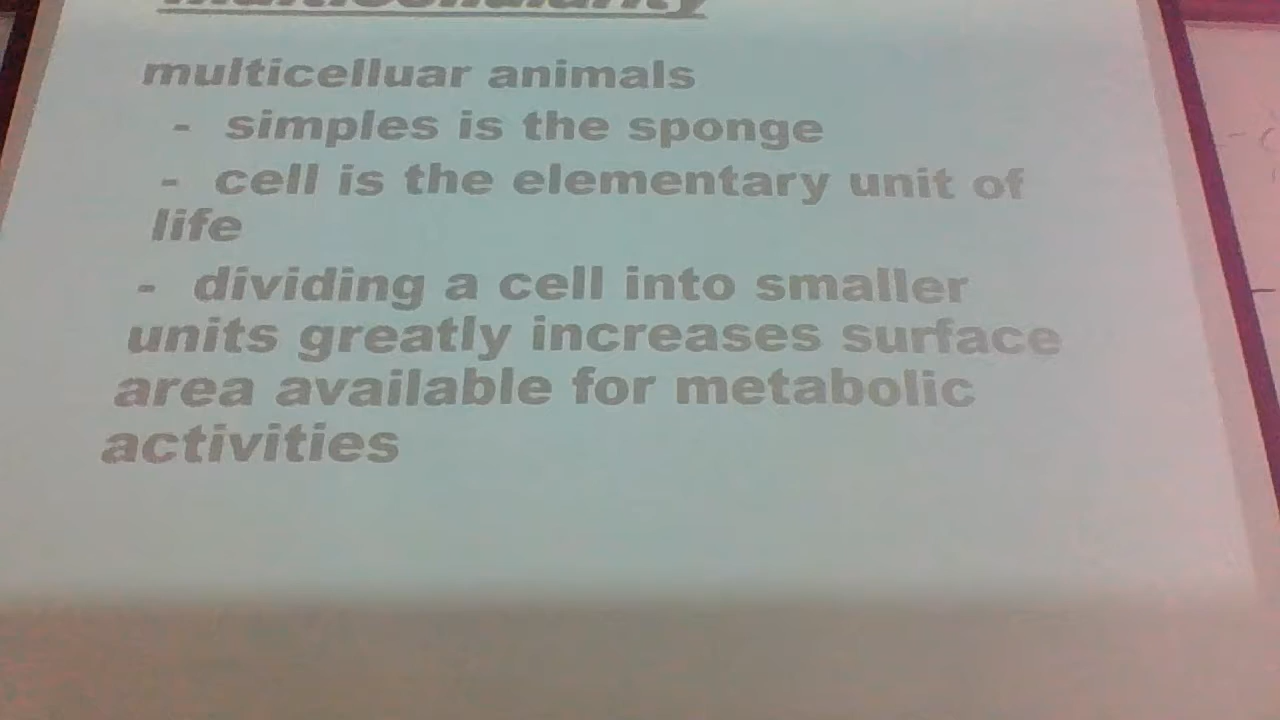 multicellularity
multicelluar animals
- simples is the sponge
- cell is the elementary unit of
life
- dividing a cell into smaller
units greatly increases surface
area available for metabolic
activities